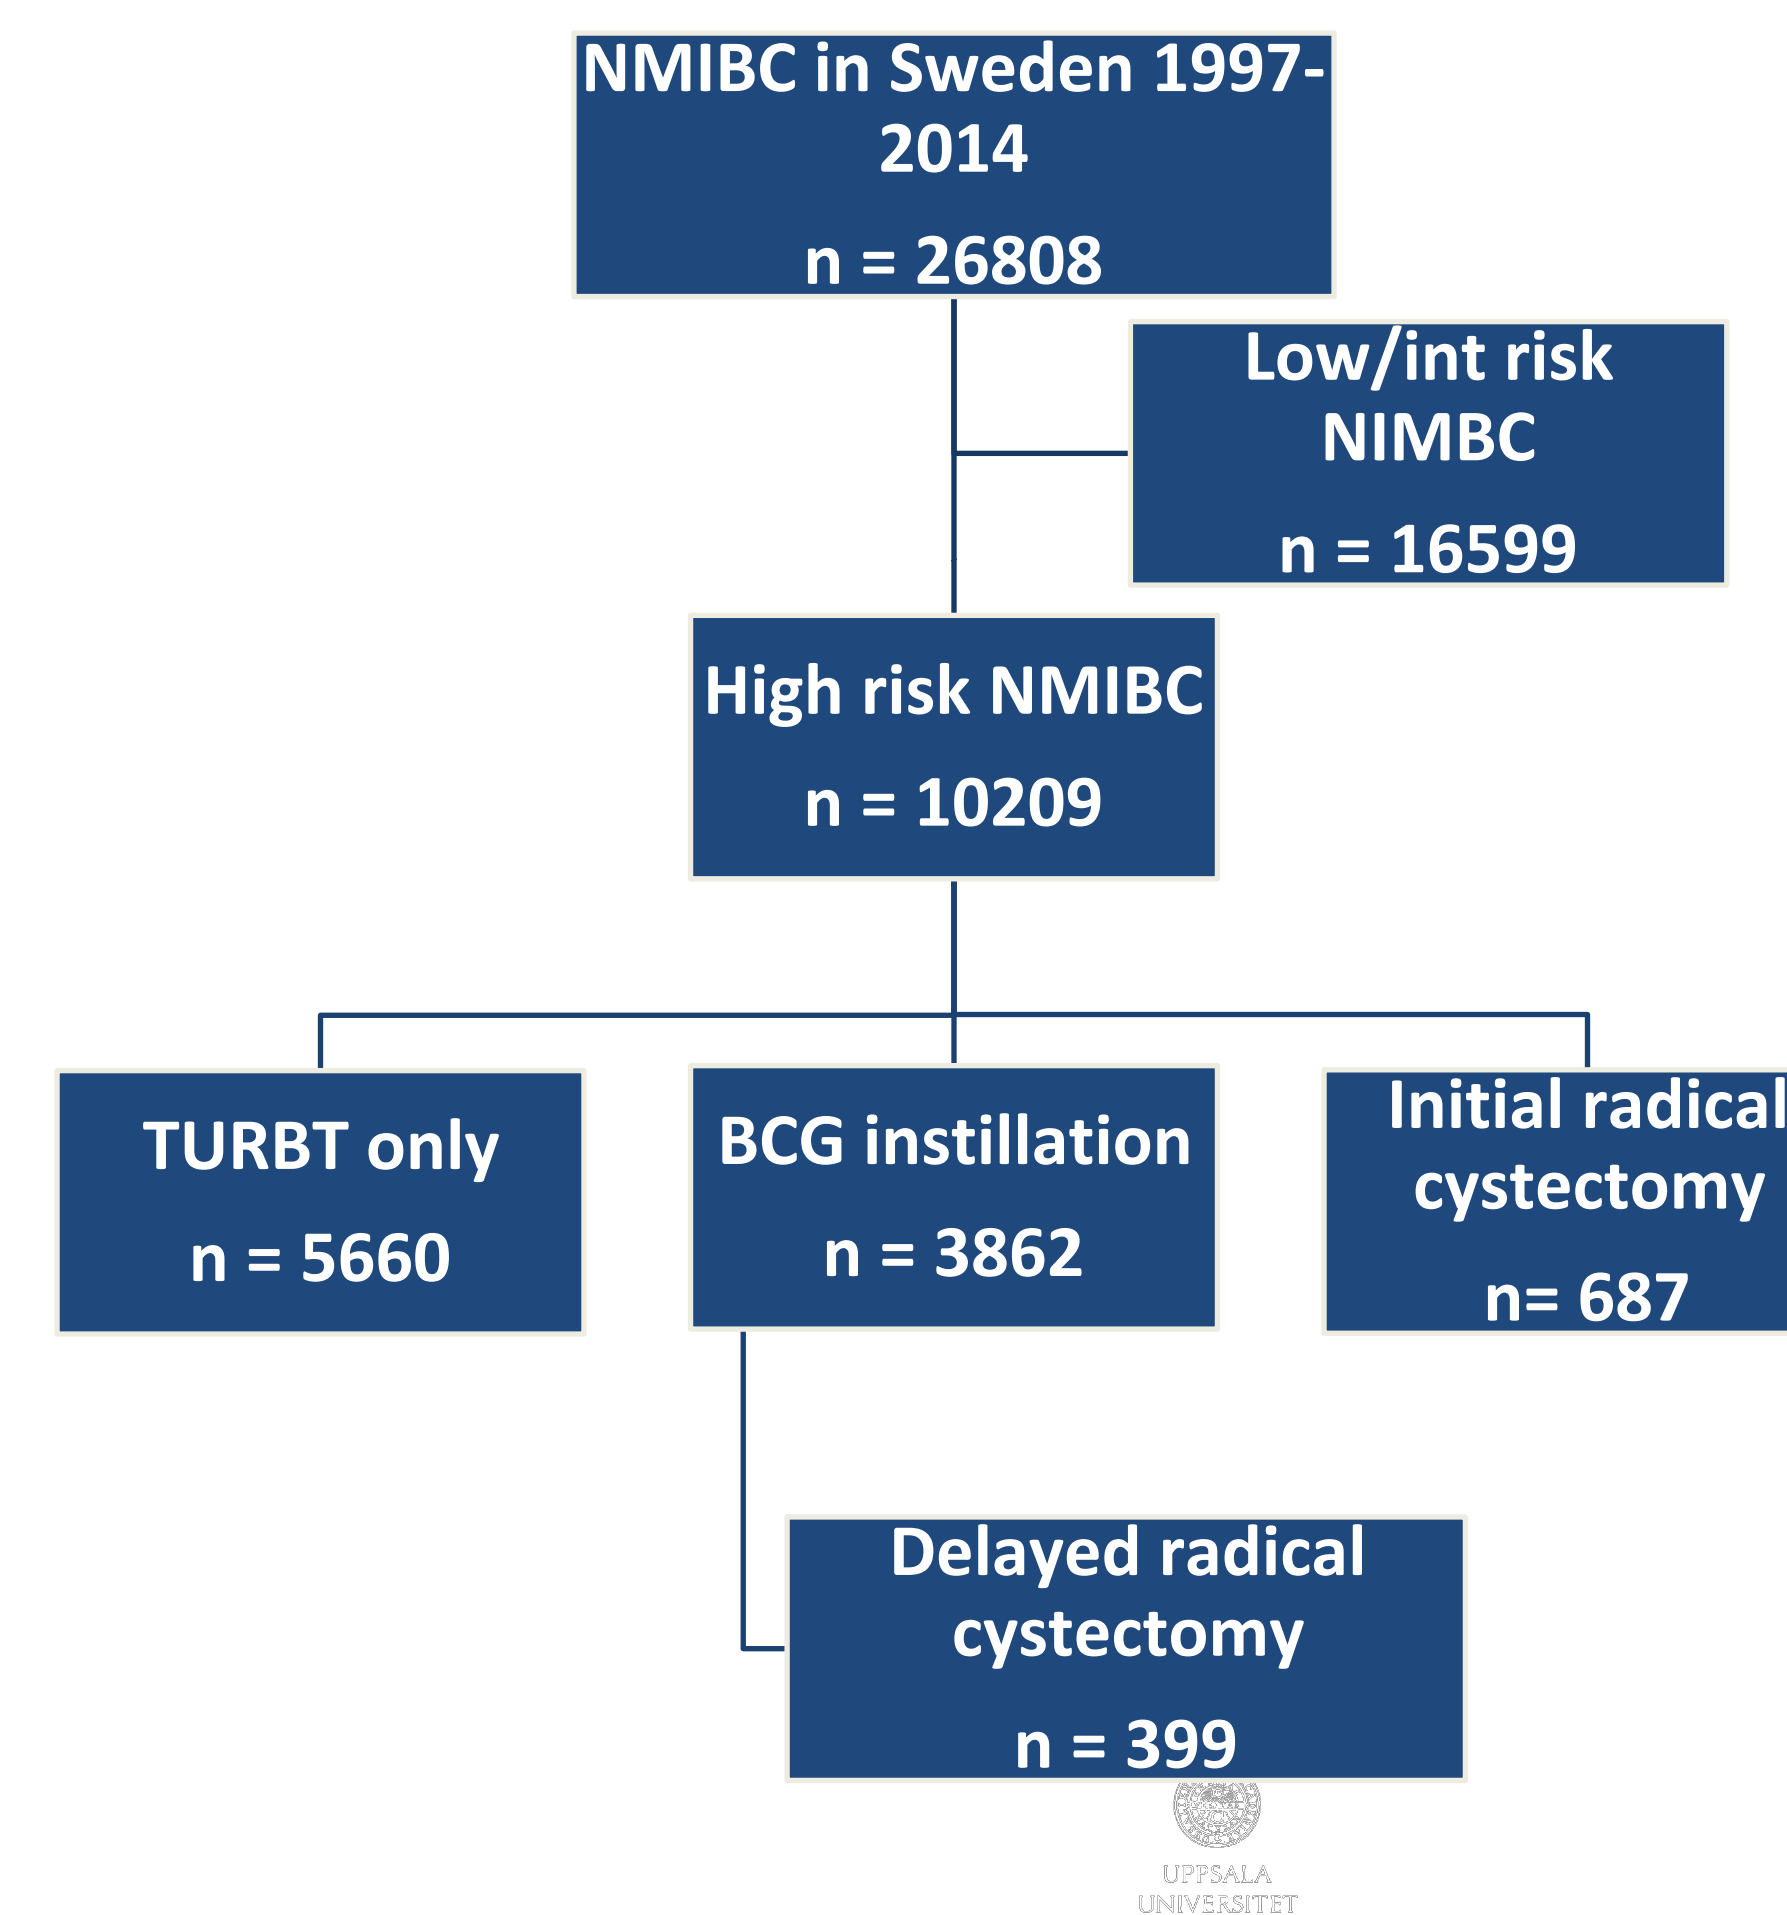 NMIBC in Sweden 1997-
2014
n = 26808
Low/int risk
NIMBC
n = 16599
High risk NMIBC
n = 10209
TURBT only
n = 5660
BCG instillation
n = 3862
Initial radical
cystectomy
n= 687
Delayed radical
cystectomy
n = 399
UPPSALA
UNIVERSITET